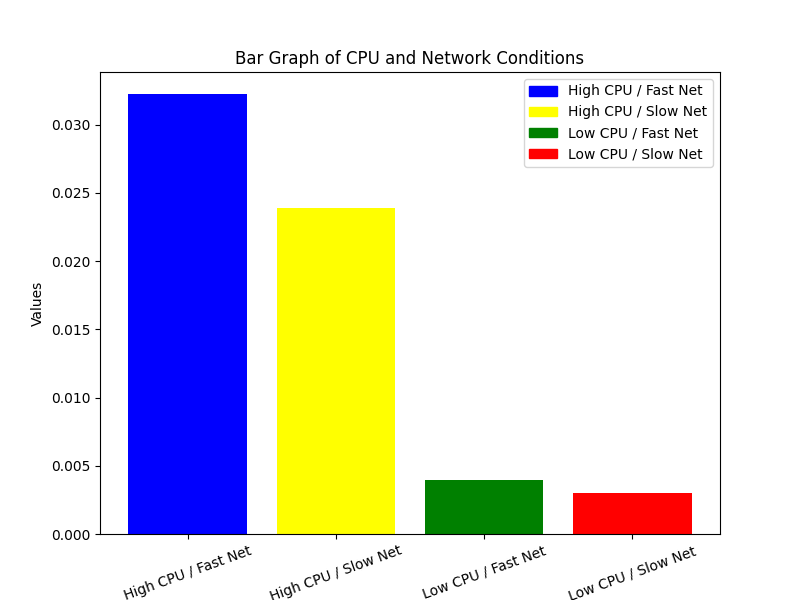 Bar Graph of CPU and Network Conditions
High CPU / Fast Net
High CPU / Slow Net
Low CPU / Fast Net
Low CPU / Slow Net
Values
0.030
0.025
0.020
0.015
0.010
0.005
0.000
High CPU / Fast Net
High CPU / Slow Net
Low CPU / Fast Net
Low CPU / Slow Net